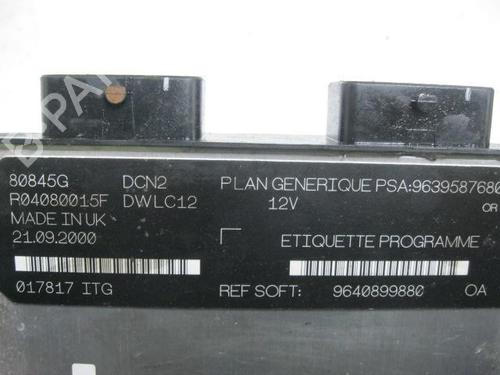 80845G DCN2 PLAN GENERIQUE PSA:9639587680
R04080015F DWLC12 12V OR
MADE IN UK
21.09.2000 ETIQUETTE PROGRAMME
017817 ITG REF SOFT: 9640899880 OA